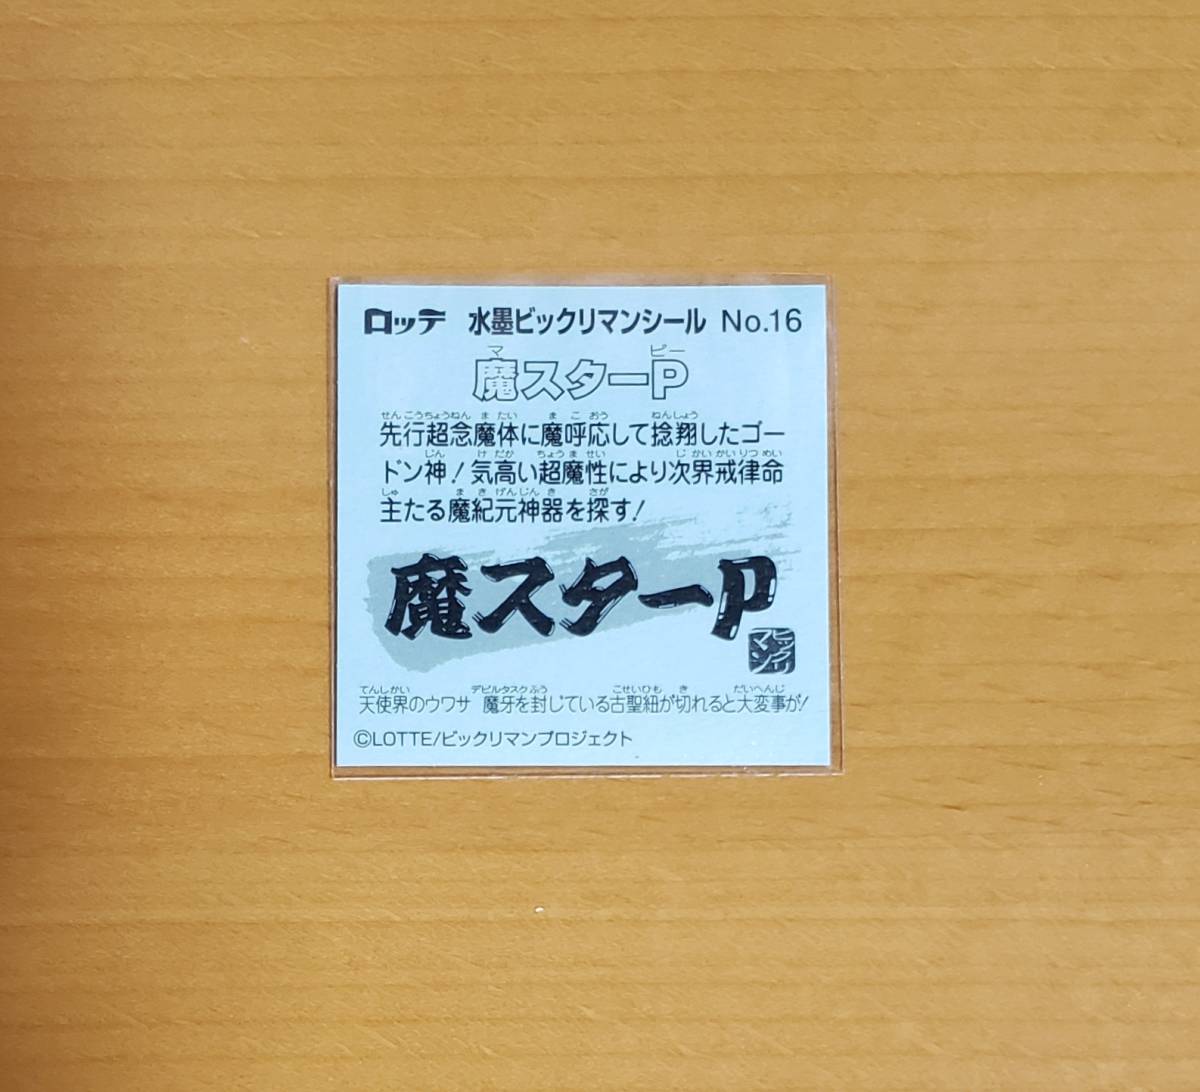 ロッテ 水墨ビックリマンシール No.16
マ ピー
魔スターP
せんこうちょうねん ま たい ま こ おう ねんしょう
先行超念魔体に魔呼応して捻翔したゴー
じん け だか ちょう ま せい じ かい かい りつ めい
ドン神!気高い超魔性により次界戒律命
しゅ ま き げんじん き さが
主たる魔紀元神器を探す!
魔スターP
ビックリマン
てんしかい デビルタスク ふう こせいひも き だいへんじ
天使界のウワサ 魔牙を封じている古聖紐が切れると大変事が!
©LOTTE/ビックリマンプロジェクト